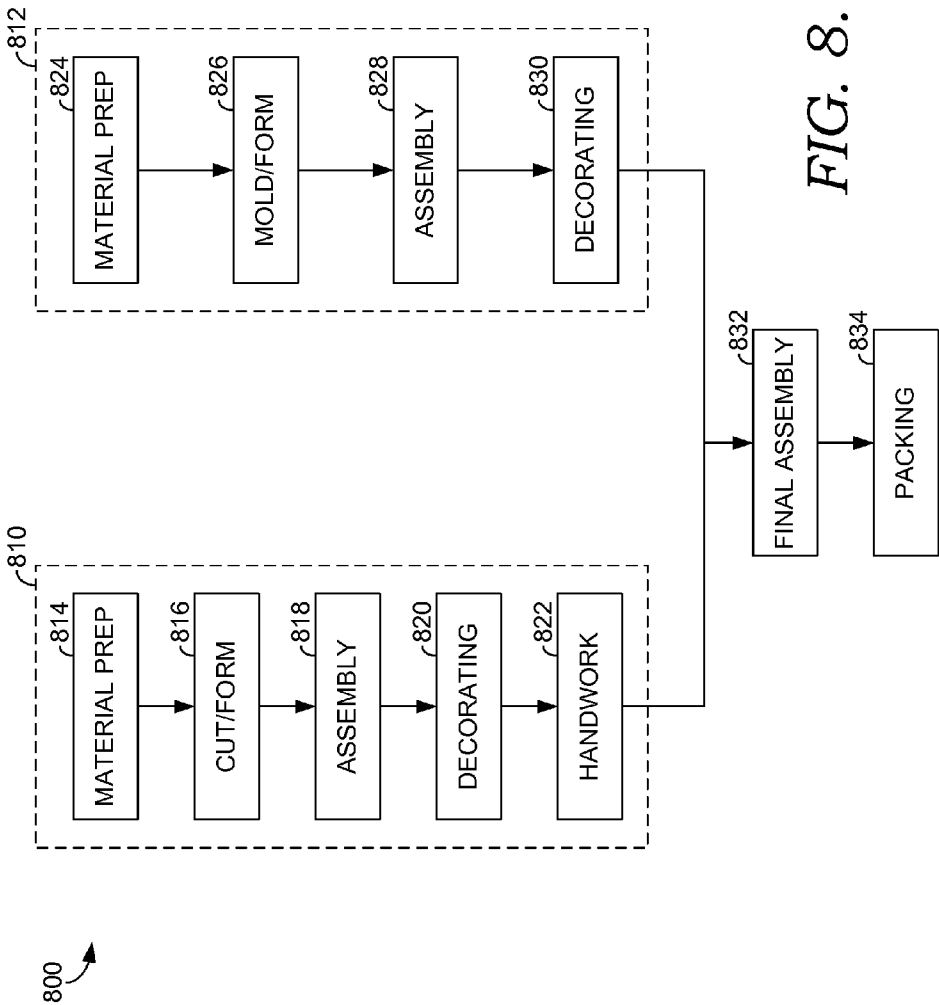 800
810
814
MATERIAL PREP
816
CUT/FORM
818
ASSEMBLY
820
DECORATING
822
HANDWORK
812
824
MATERIAL PREP
826
MOLD/FORM
828
ASSEMBLY
830
DECORATING
832
FINAL ASSEMBLY
834
PACKING
FIG. 8.